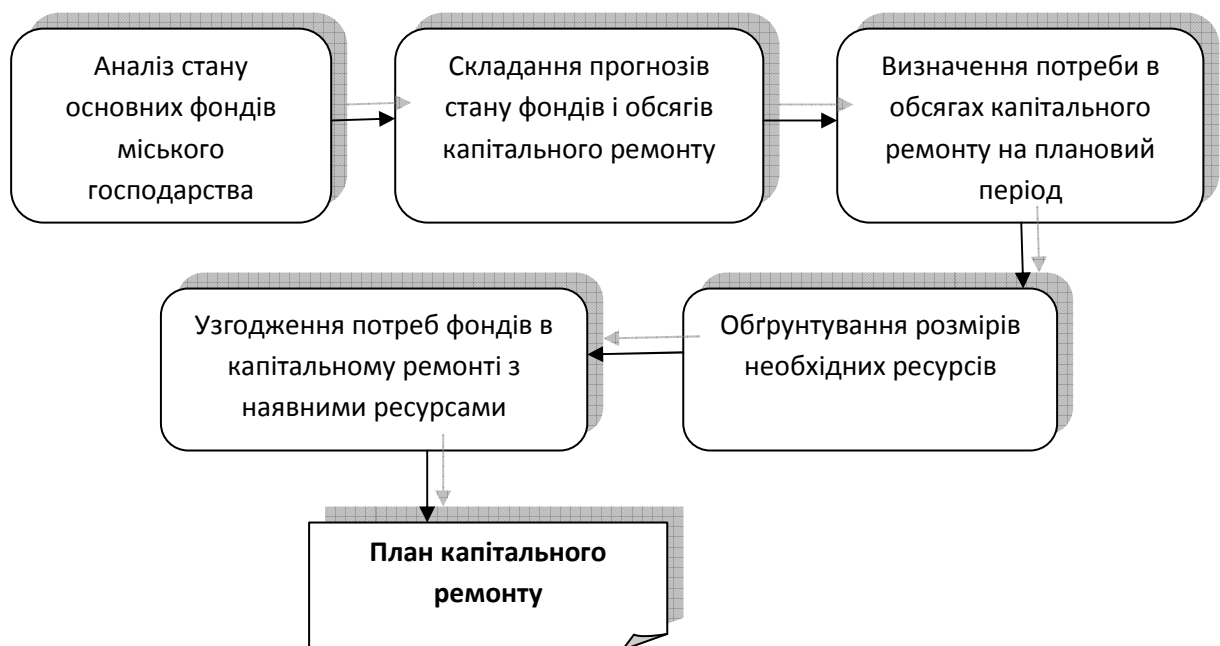 Аналіз стану
основних фондів
міського
господарства
Складання прогнозів
стану фондів і обсягів
капітального ремонту
Визначення потреби в
обсягах капітального
ремонту на плановий
період
Обґрунтування розмірів
необхідних ресурсів
Узгодження потреб фондів в
капітальному ремонті з
наявними ресурсами
План капітального
ремонту